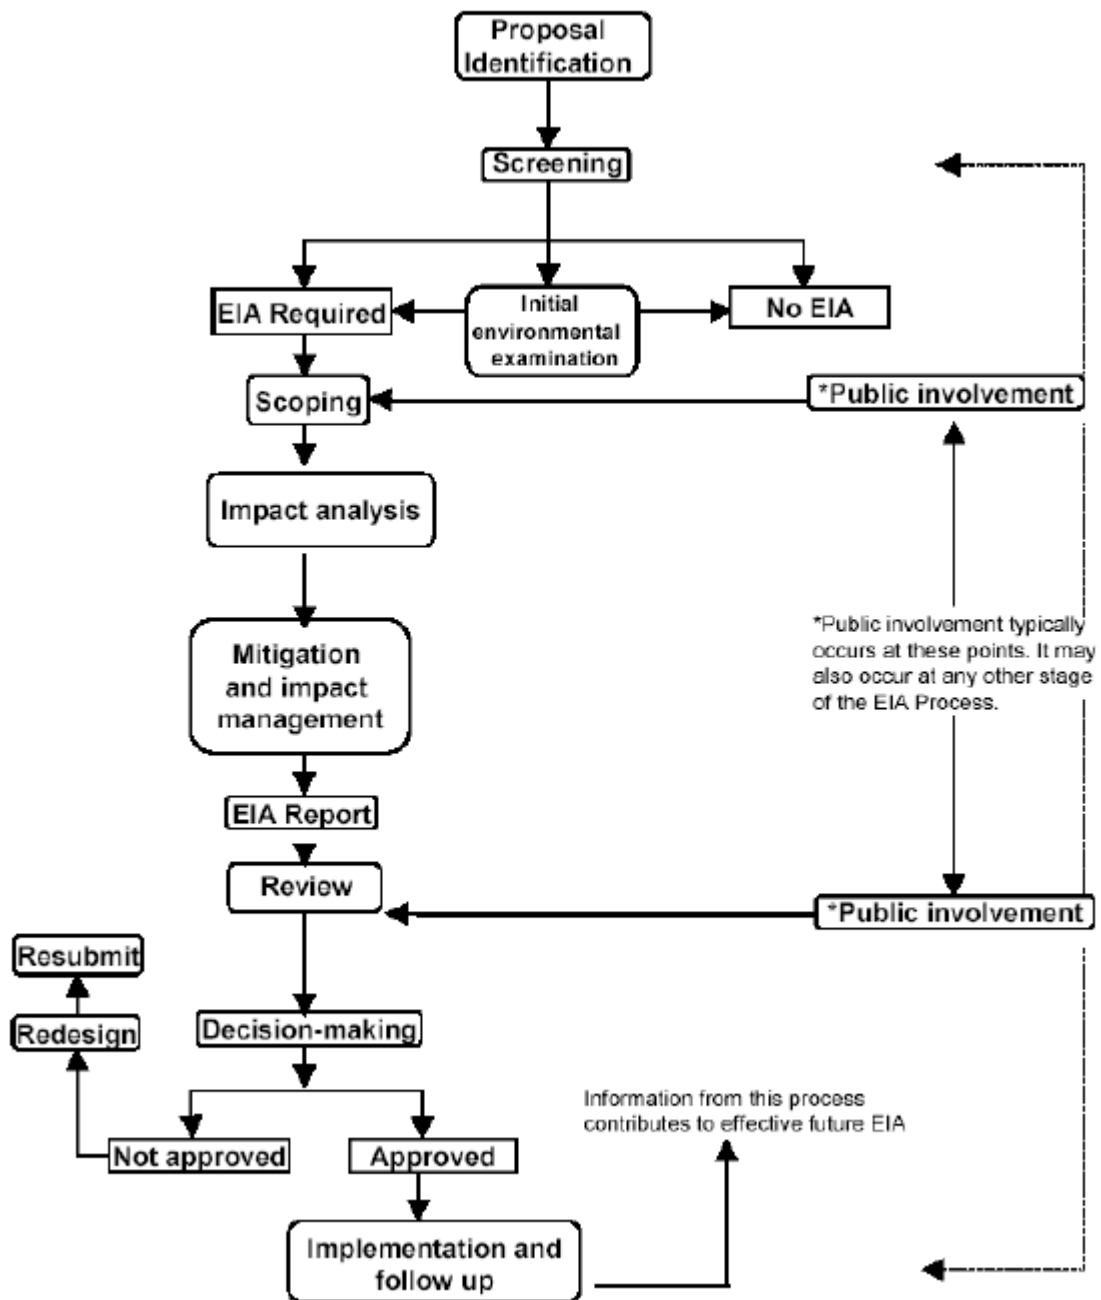 Proposal
Identification
Screening
EIA Required
Initial
environmental
examination
No EIA
Scoping
*Public involvement
Impact analysis
*Public involvement typically
occurs at these points. It may
also occur at any other stage
of the EIA Process.
Mitigation
and impact
management
EIA Report
Review
*Public involvement
Resubmit
Redesign
Decision-making
Information from this process
contributes to effective future EIA
Not approved
Approved
Implementation and
follow up